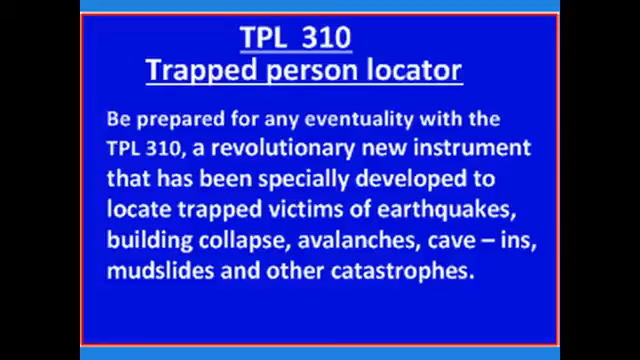 TPL 310
Trapped person locator
Be prepared for any eventuality with the
TPL 310, a revolutionary new instrument
that has been specially developed to
locate trapped victims of earthquakes,
building collapse, avalanches, cave – ins,
mudslides and other catastrophes.